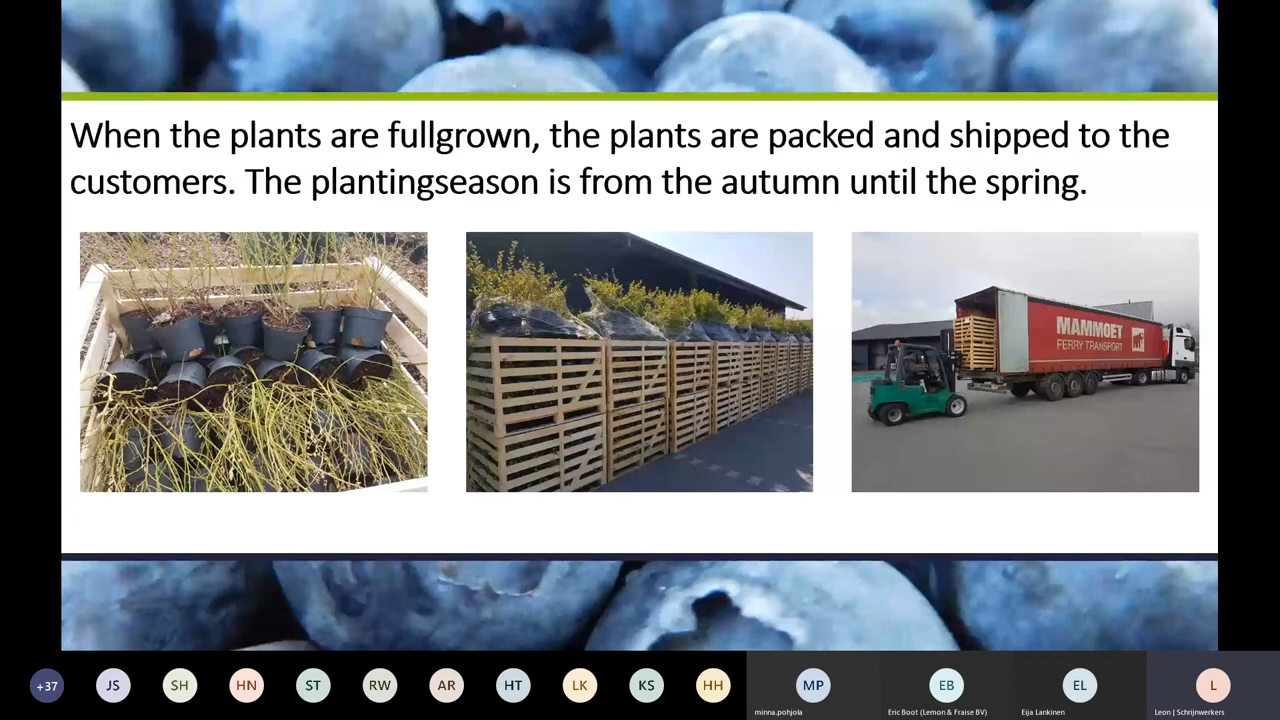 When the plants are fullgrown, the plants are packed and shipped to the
customers. The plantingseason is from the autumn until the spring.
MAMMOET
FERRY TRANSPORT
+37
JS
SH
HN
ST
RW
AR
HT
LK
KS
HH
MP
EB
EL
L
minna.pohjola
Eric Boot (Lemon & Fraise BV)
Eija Lankinen
Leon | Schrijnwerkers